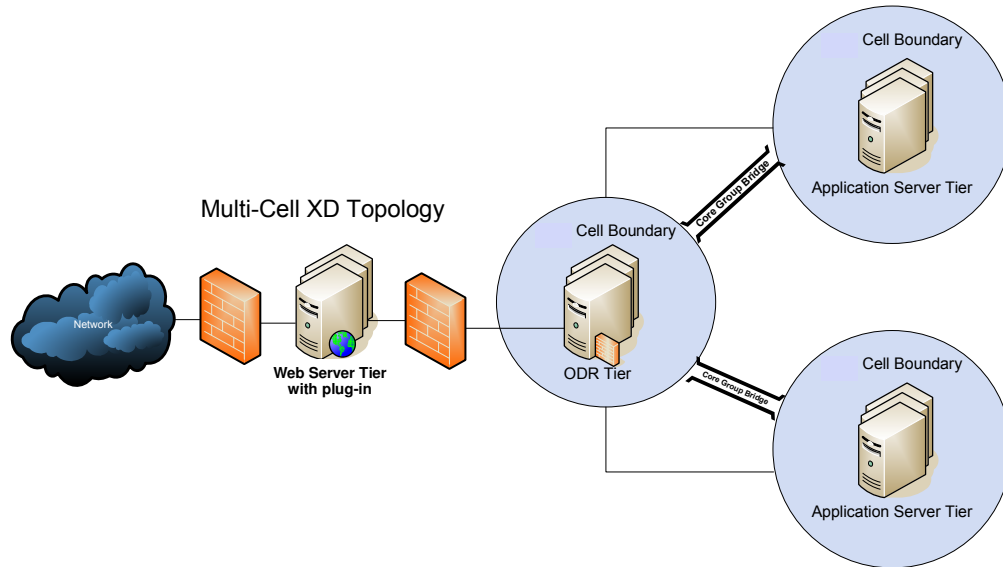 Multi-Cell XD Topology
Network
Web Server Tier
with plug-in
Cell Boundary
ODR Tier
Core Group Bridge
Core Group Bridge
Cell Boundary
Application Server Tier
Cell Boundary
Application Server Tier